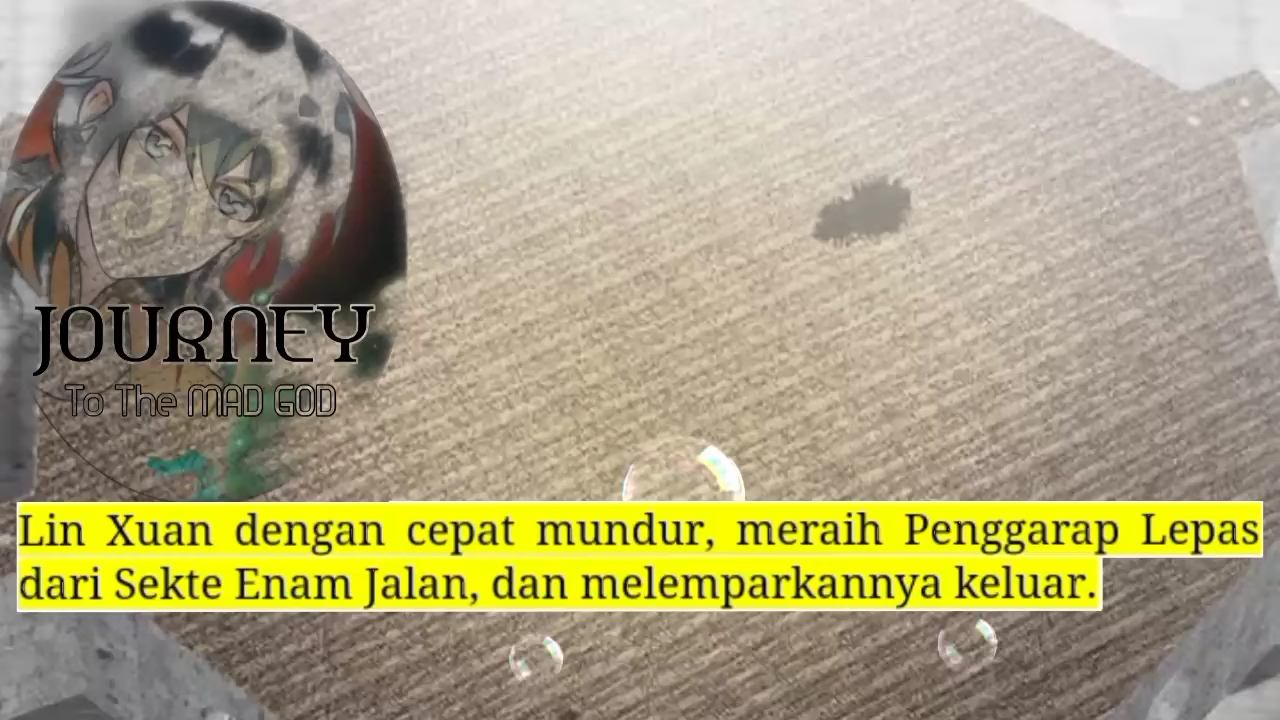 JOURNEY
To The MAD GOD
Lin Xuan dengan cepat mundur, meraih Penggarap Lepas
dari Sekte Enam Jalan, dan melemparkannya keluar.